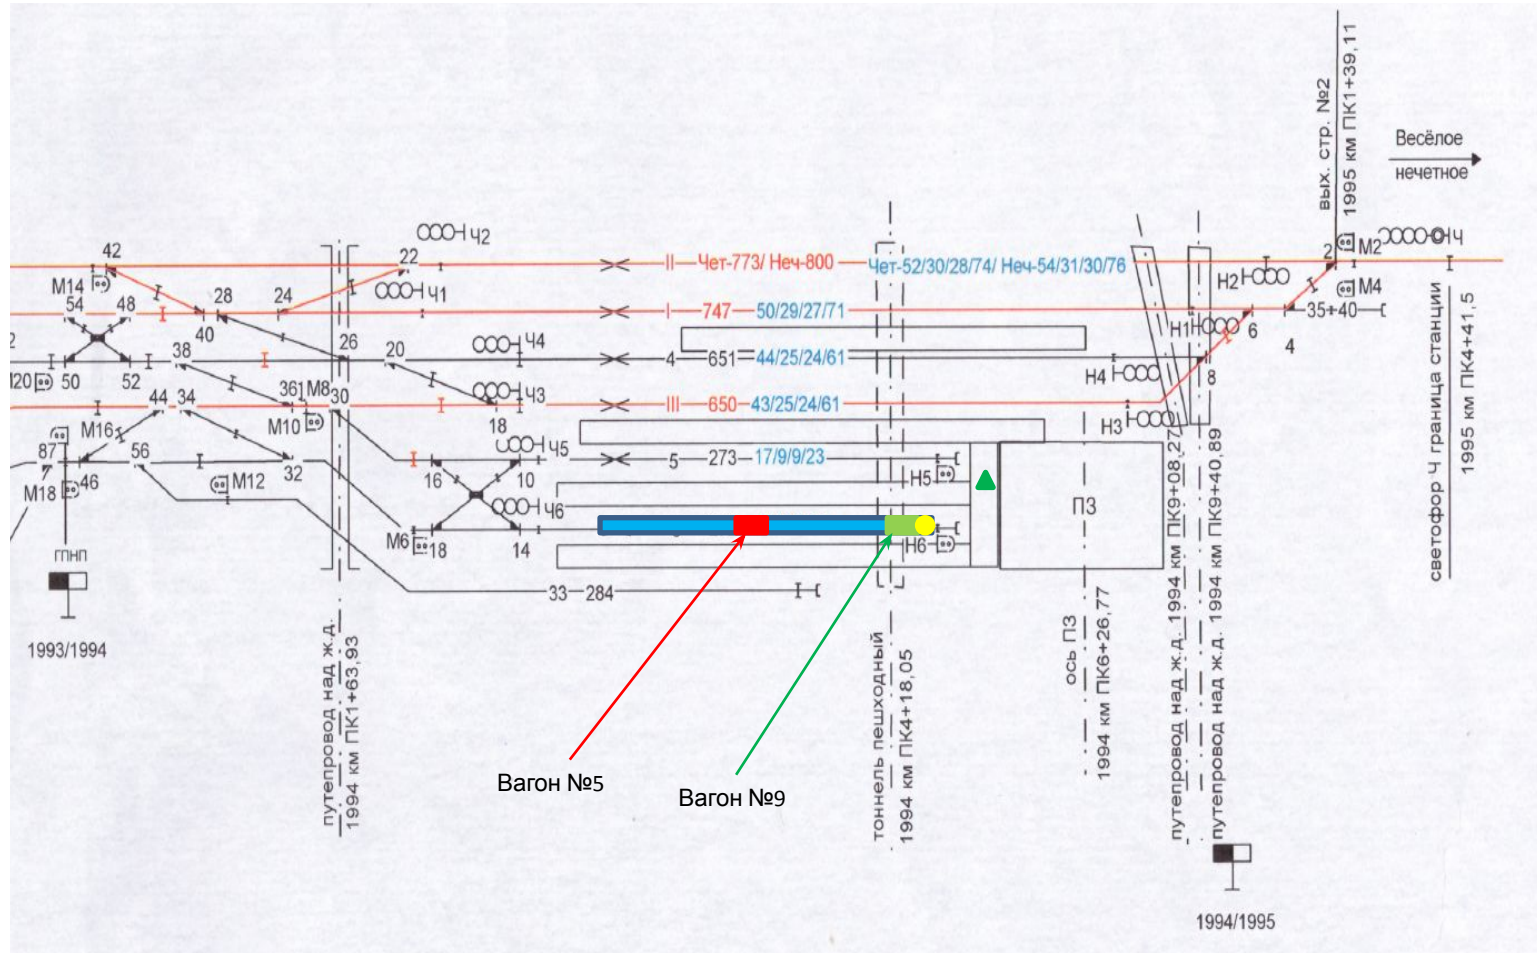 вых. стр. №2
1995 км ПК1+39,11
Весёлое
нечетное
42
22
Ч2
II
Чет-773/ Неч-800
Чет-52/30/28/74/ Неч-54/31/30/76
Н2
2
М2
Ч
М14
54
48
28
24
Ч1
I
747
50/29/27/71
Н1
6
М4
35+40
4
40
26
2
38
20
Ч4
4
651
44/25/24/61
Н4
8
М20
50
52
361
М8
Ч3
44
34
М10
30
18
III
650
43/25/24/61
Н3
М16
87
Ч5
5
273
17/9/9/23
7
М18
46
56
32
М12
16
10
Н5
Ч6
П3
М6
18
14
Н6
ГПНП
33
284
1993/1994
путепровод над ж.д.
1994 км ПК1+63,93
Вагон №5
Вагон №9
тоннель пешходный
1994 км ПК4+18,05
ось ПЗ
1994 км ПК6+26,77
путепровод над ж.д. 1994 км ПК9+08,27
путепровод над ж.д. 1994 км ПК9+40,89
светофор Ч граница станции
1995 км ПК4+41,5
1994/1995